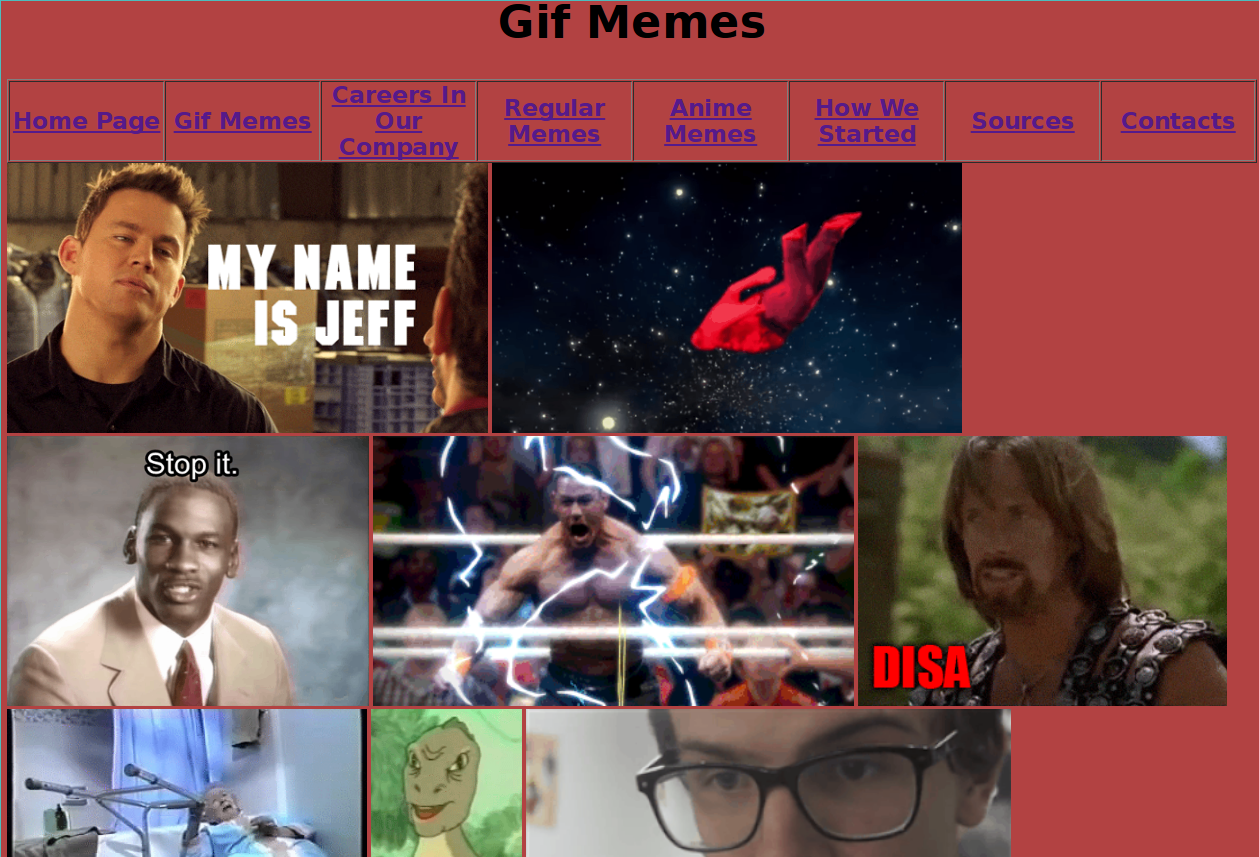 Gif Memes
Home Page
Gif Memes
Careers In
Our
Company
Regular
Memes
Anime
Memes
How We
Started
Sources
Contacts
MY NAME
IS JEFF
Stop it.
DISA